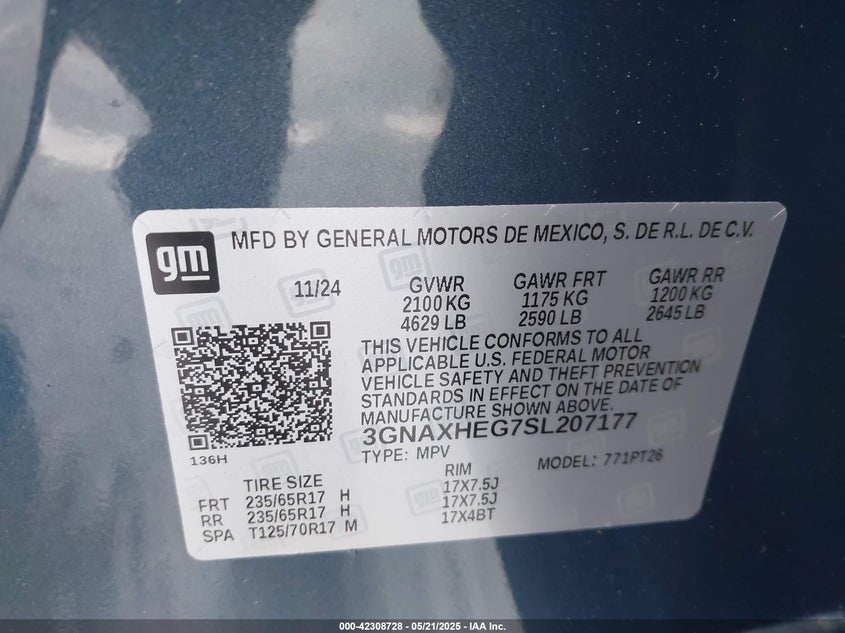 gm
MFD BY GENERAL MOTORS DE MEXICO, S. DE R.L. DE C.V.
11/24
GVWR GAWR FRT GAWR RR
2100 KG 1175 KG 1200 KG
4629 LB 2590 LB 2645 LB
THIS VEHICLE CONFORMS TO ALL
APPLICABLE U.S. FEDERAL MOTOR
VEHICLE SAFETY AND THEFT PREVENTION
STANDARDS IN EFFECT ON THE DATE OF
MANUFACTURE SHOWN ABOVE.
3GNAXHEG7SL207177
136H
TYPE: MPV MODEL: 771PT26
TIRE SIZE RIM
FRT 235/65R17 H 17X7.5J
RR 235/65R17 H 17X7.5J
SPA T125/70R17 M 17X4BT
000-42308728 - 05/21/2025 - IAA Inc.